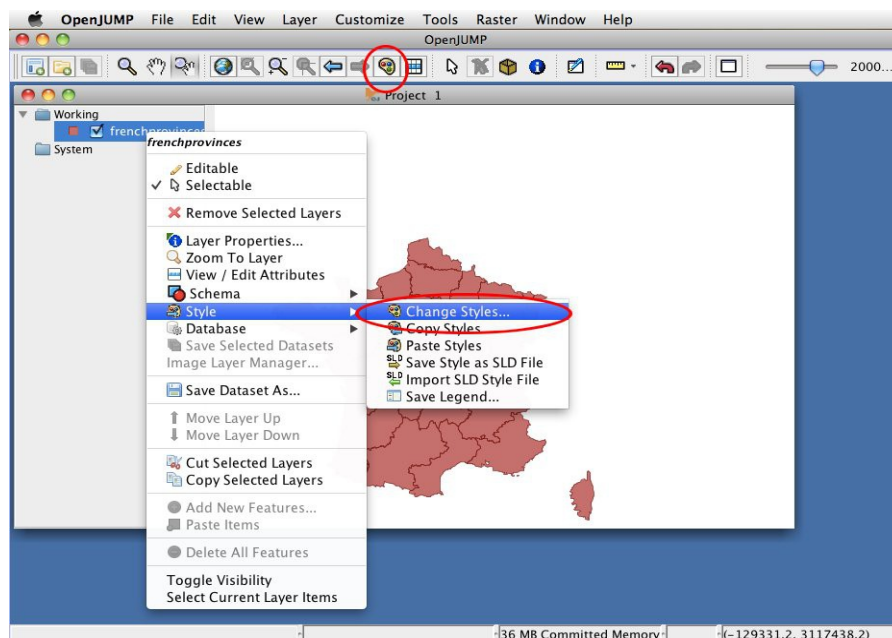 OpenJUMP File Edit View Layer Customize Tools Raster Window Help
OpenJUMP
2000...
Project 1
Working
frenchprovinces
System
frenchprovinces
Editable
Selectable
Remove Selected Layers
Layer Properties...
Zoom To Layer
View / Edit Attributes
Schema
Style
Database
Save Selected Datasets
Image Layer Manager...
Save Dataset As...
Move Layer Up
Move Layer Down
Cut Selected Layers
Copy Selected Layers
Add New Features...
Paste Items
Delete All Features
Toggle Visibility
Select Current Layer Items
Change Styles...
Copy Styles
Paste Styles
SLD Save Style as SLD File
SLD Import SLD Style File
Save Legend...
36 MB Committed Memory
(-129331.2, 3117438.2)